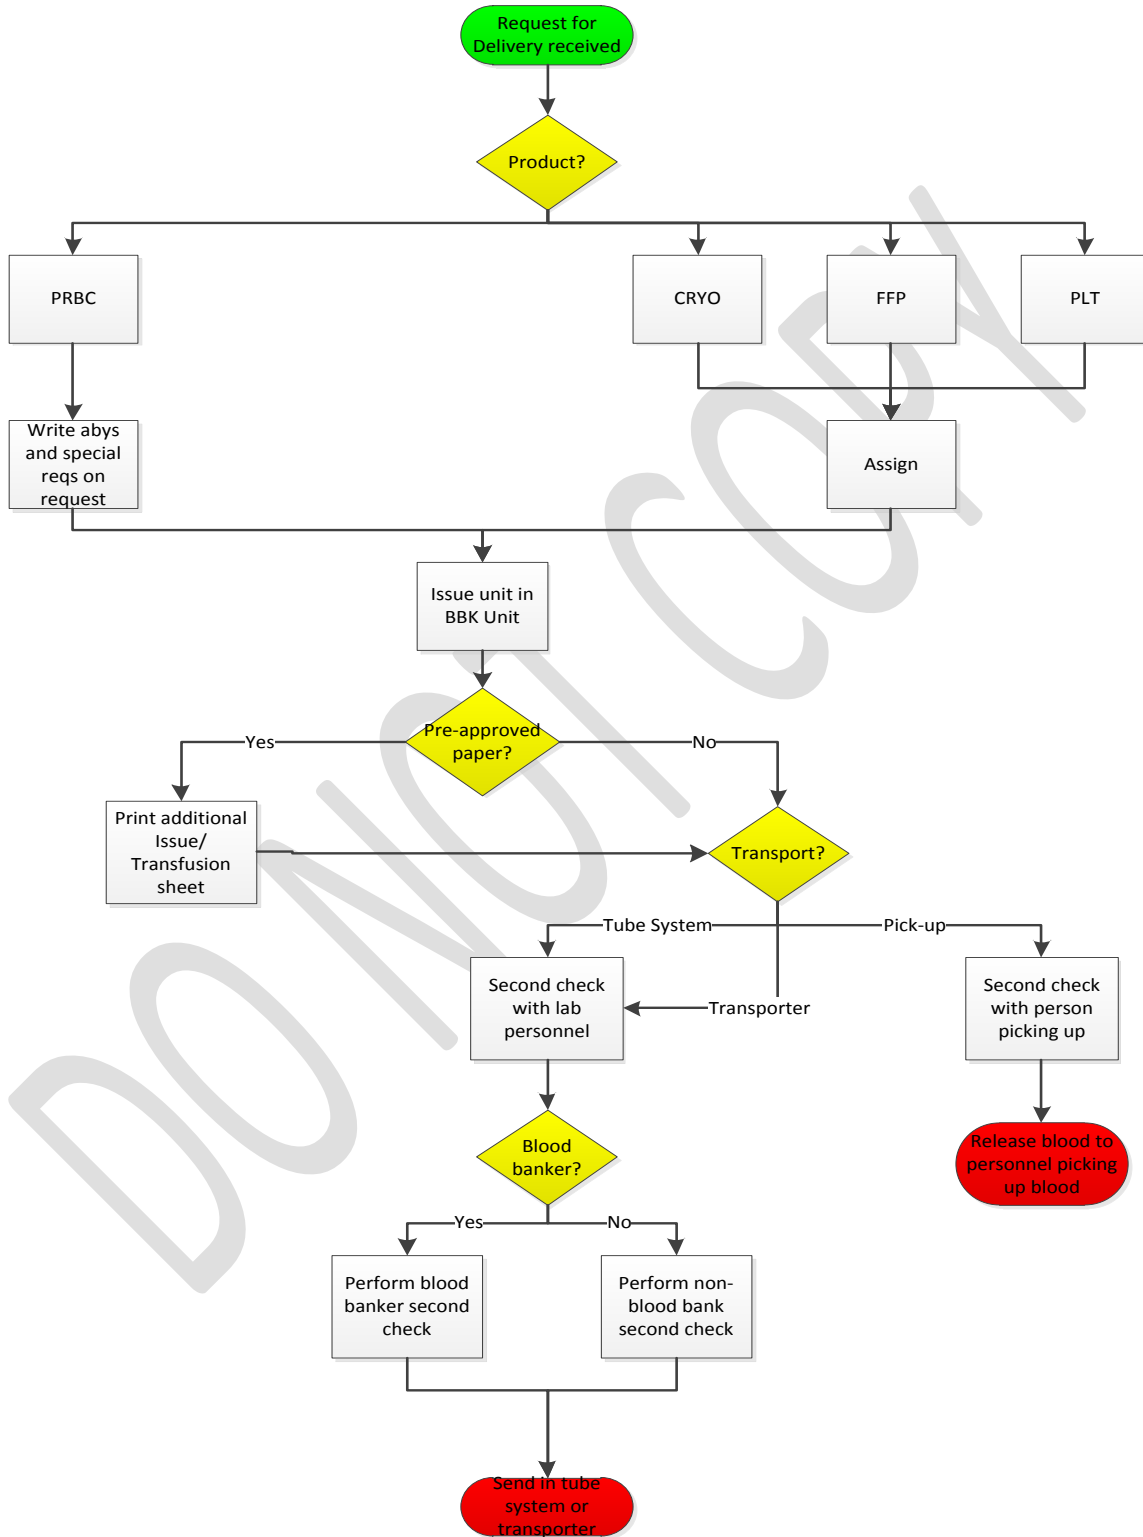 Request for
Delivery received
Product?
PRBC
CRYO
FFP
PLT
Write abys
and special
reqs on
request
Assign
Issue unit in
BBK Unit
Pre-approved
paper?
Yes
No
Print additional
Issue/
Transfusion
sheet
Transport?
Tube System
Pick-up
Second check
with lab
personnel
Transporter
Second check
with person
picking up
Blood
banker?
Release blood to
personnel picking
up blood
Yes
No
Perform blood
banker second
check
Perform non-
blood bank
second check
Send in tube
system or
transporter
DO NOT COPY